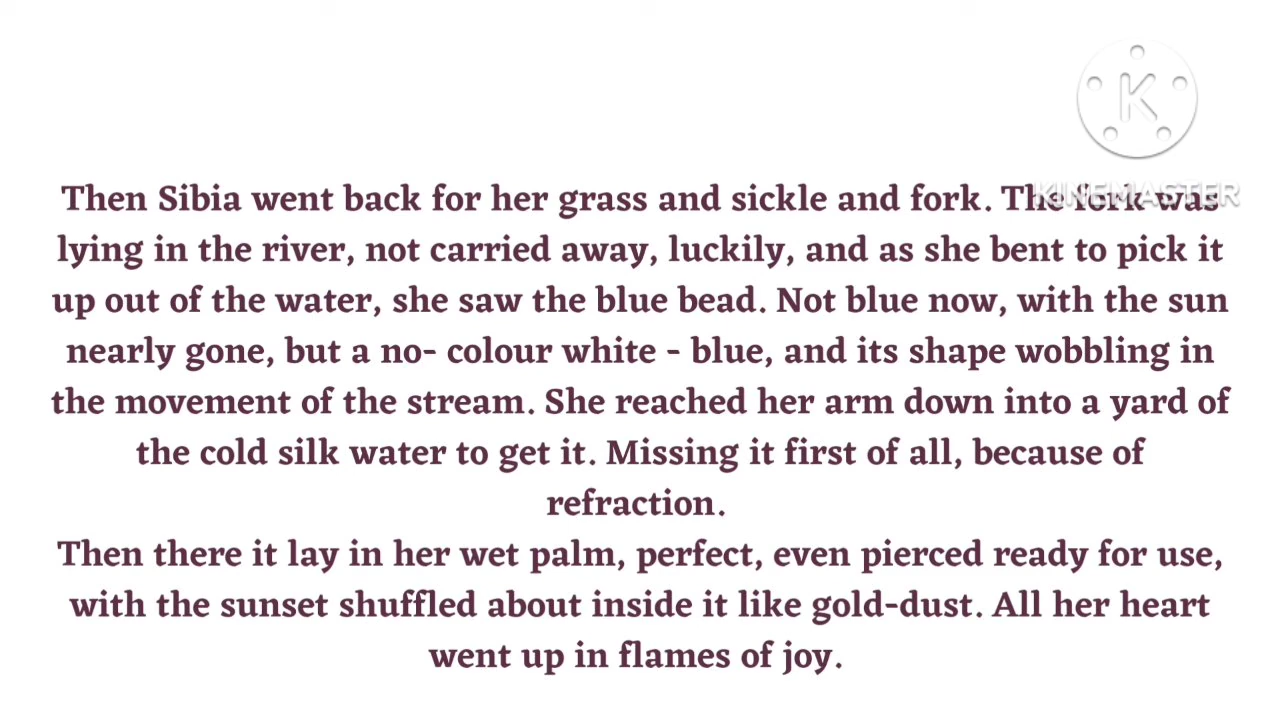 K
KINEMASTER
Then Sibia went back for her grass and sickle and fork. The fork was
lying in the river, not carried away, luckily, and as she bent to pick it
up out of the water, she saw the blue bead. Not blue now, with the sun
nearly gone, but a no- colour white - blue, and its shape wobbling in
the movement of the stream. She reached her arm down into a yard of
the cold silk water to get it. Missing it first of all, because of
refraction.
Then there it lay in her wet palm, perfect, even pierced ready for use,
with the sunset shuffled about inside it like gold-dust. All her heart
went up in flames of joy.